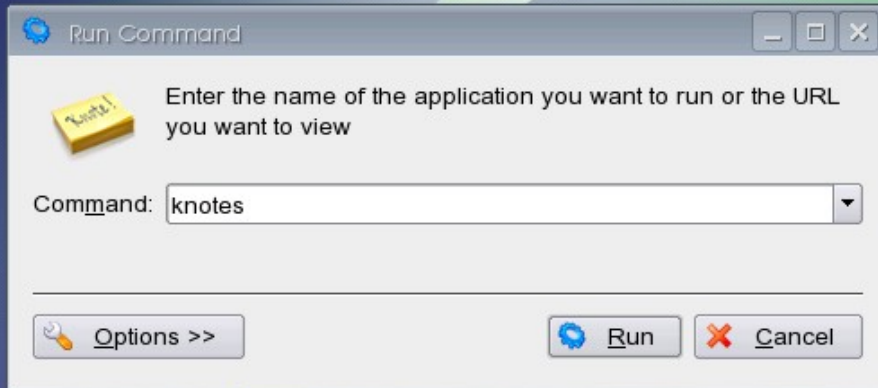 Run Command
Knote!
Enter the name of the application you want to run or the URL
you want to view
Command: knotes
Options >>
Run
Cancel